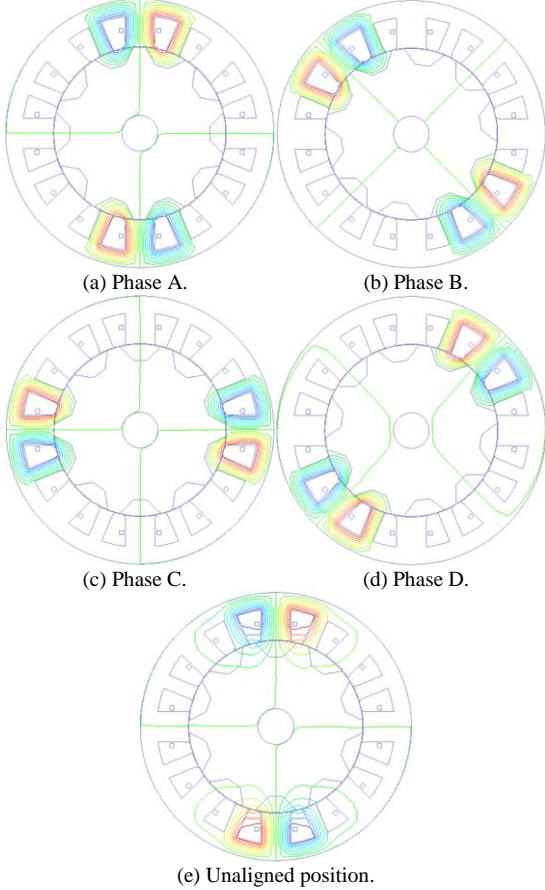 (a) Phase A.
(b) Phase B.
(c) Phase C.
(d) Phase D.
(e) Unaligned position.